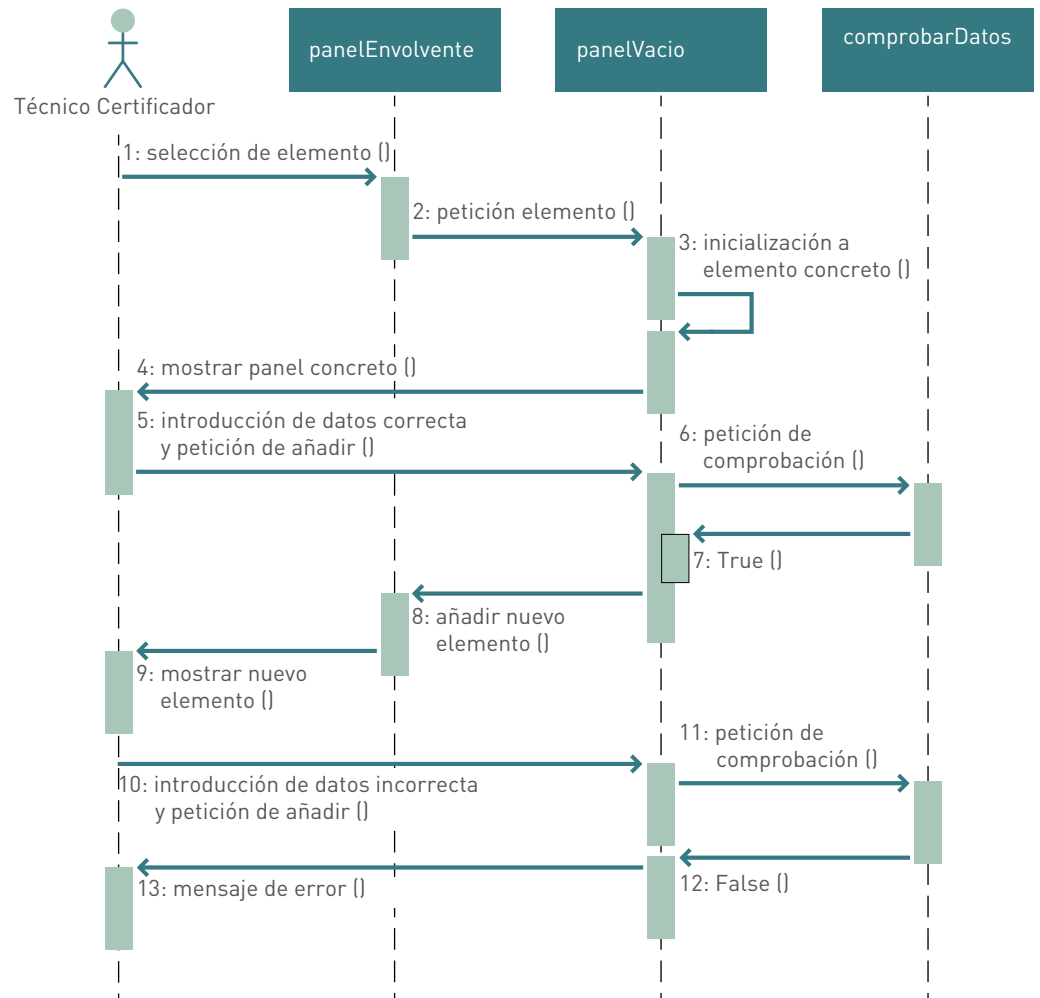 panelEnvolvente
panelVacio
comprobarDatos
Técnico Certificador
1: selección de elemento ()
2: petición elemento ()
3: inicialización a
elemento concreto ()
4: mostrar panel concreto ()
5: introducción de datos correcta
y petición de añadir ()
6: petición de
comprobación ()
7: True ()
8: añadir nuevo
elemento ()
9: mostrar nuevo
elemento ()
10: introducción de datos incorrecta
y petición de añadir ()
11: petición de
comprobación ()
12: False ()
13: mensaje de error ()